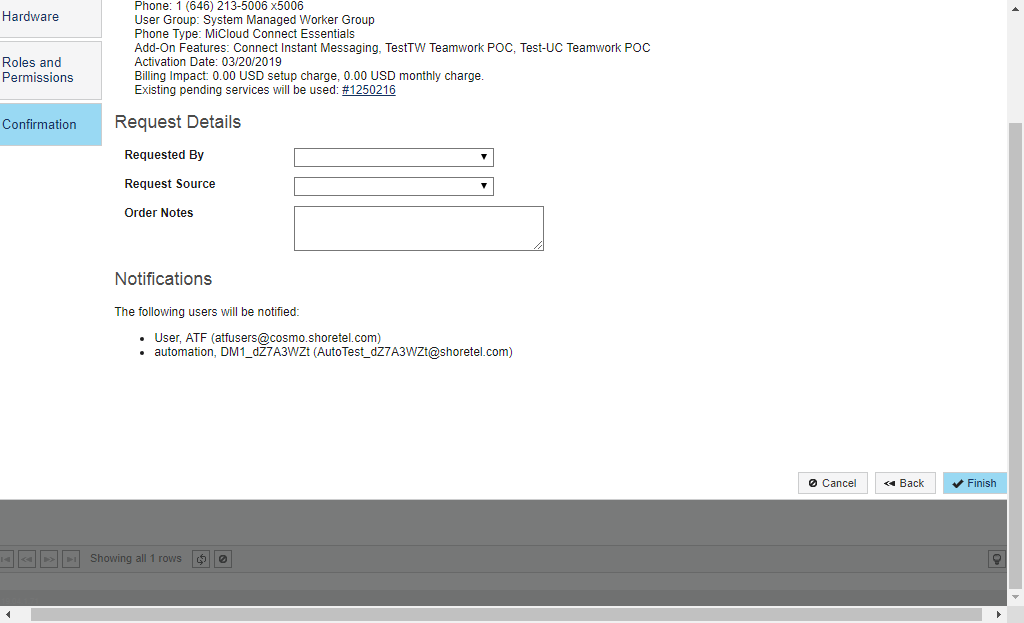 Hardware
Roles and
Permissions
Confirmation
Phone: 1 (646) 213-5006 x5006
User Group: System Managed Worker Group
Phone Type: MiCloud Connect Essentials
Add-On Features: Connect Instant Messaging, TestTW Teamwork POC, Test-UC Teamwork POC
Activation Date: 03/20/2019
Billing Impact: 0.00 USD setup charge, 0.00 USD monthly charge.
Existing pending services will be used: #1250216
Request Details
Requested By
Request Source
Order Notes
Notifications
The following users will be notified:
User, ATF (atfusers@cosmo.shoretel.com)
automation, DM1_dZ7A3WZt (AutoTest_dZ7A3WZt@shoretel.com)
Cancel
Back
Finish
Showing all 1 rows